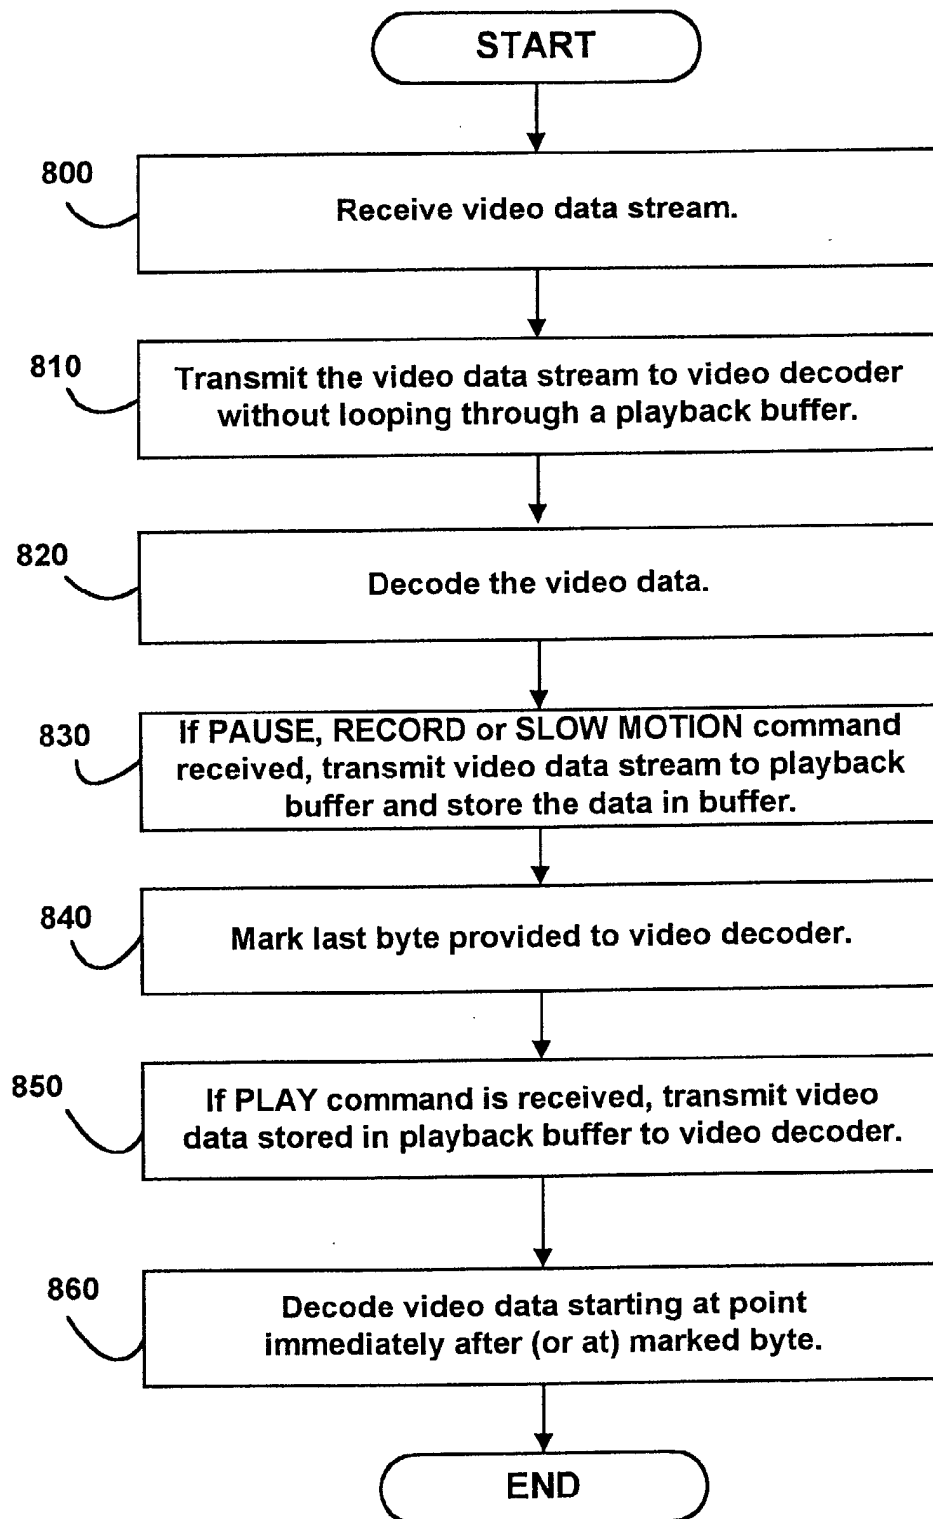 START
800
Receive video data stream.
810
Transmit the video data stream to video decoder
without looping through a playback buffer.
820
Decode the video data.
830
If PAUSE, RECORD or SLOW MOTION command
received, transmit video data stream to playback
buffer and store the data in buffer.
840
Mark last byte provided to video decoder.
850
If PLAY command is received, transmit video
data stored in playback buffer to video decoder.
860
Decode video data starting at point
immediately after (or at) marked byte.
END